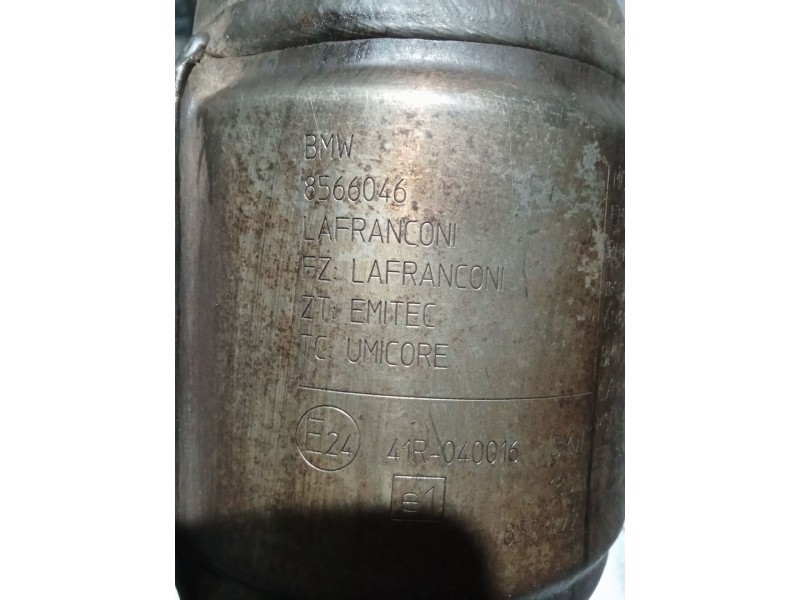 BMW
8566046
LAFRANCONI
FZ: LAFRANCONI
ZT: EMITEC
TC: UMICORE
E24 41R-040016
e1